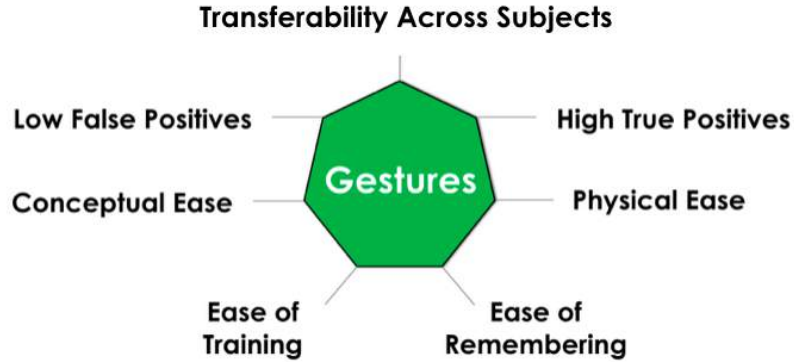 Transferability Across Subjects
Low False Positives
High True Positives
Gestures
Conceptual Ease
Physical Ease
Ease of
Training
Ease of
Remembering